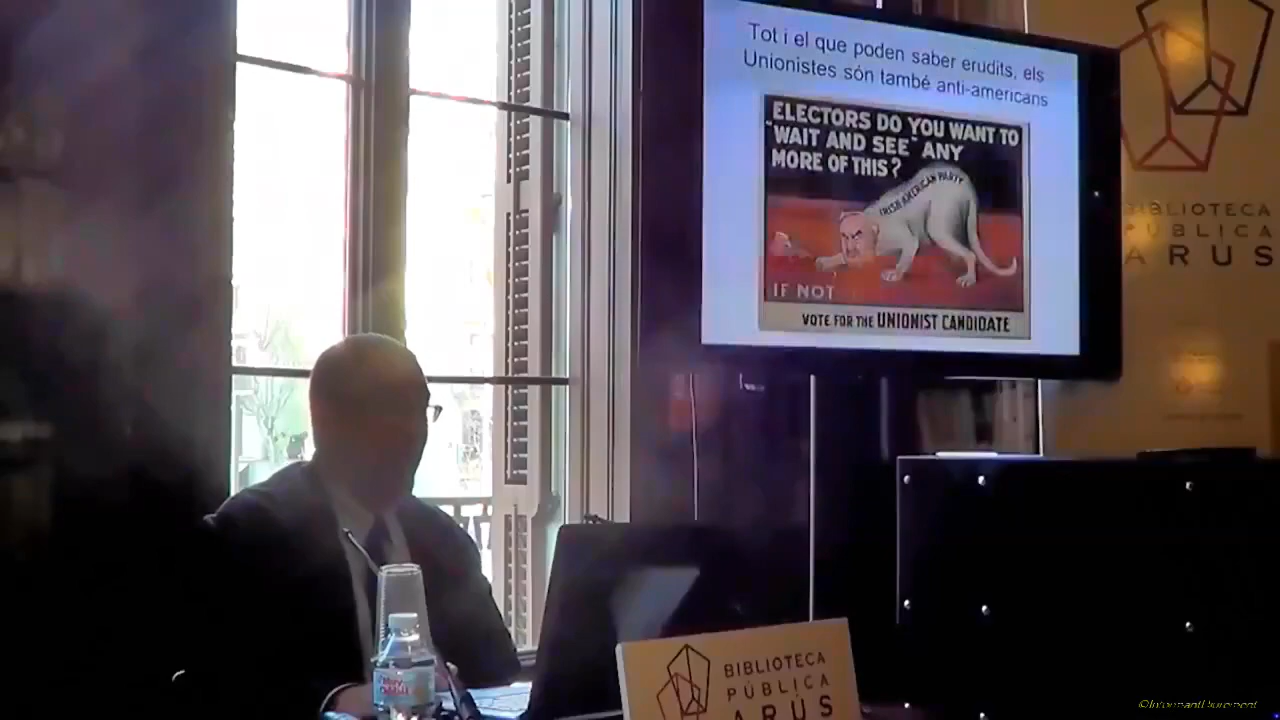 Tot i el que poden saber erudits, els
Unionistes són també anti-americans
ELECTORS DO YOU WANT TO
"WAIT AND SEE" ANY
MORE OF THIS?
IRISH AMERICAN PARTY
IF NOT
VOTE FOR THE UNIONIST CANDIDATE
BIBLIOTECA
PÚBLICA
ARÚS
BIBLIOTECA
PÚBLICA
ARÚS